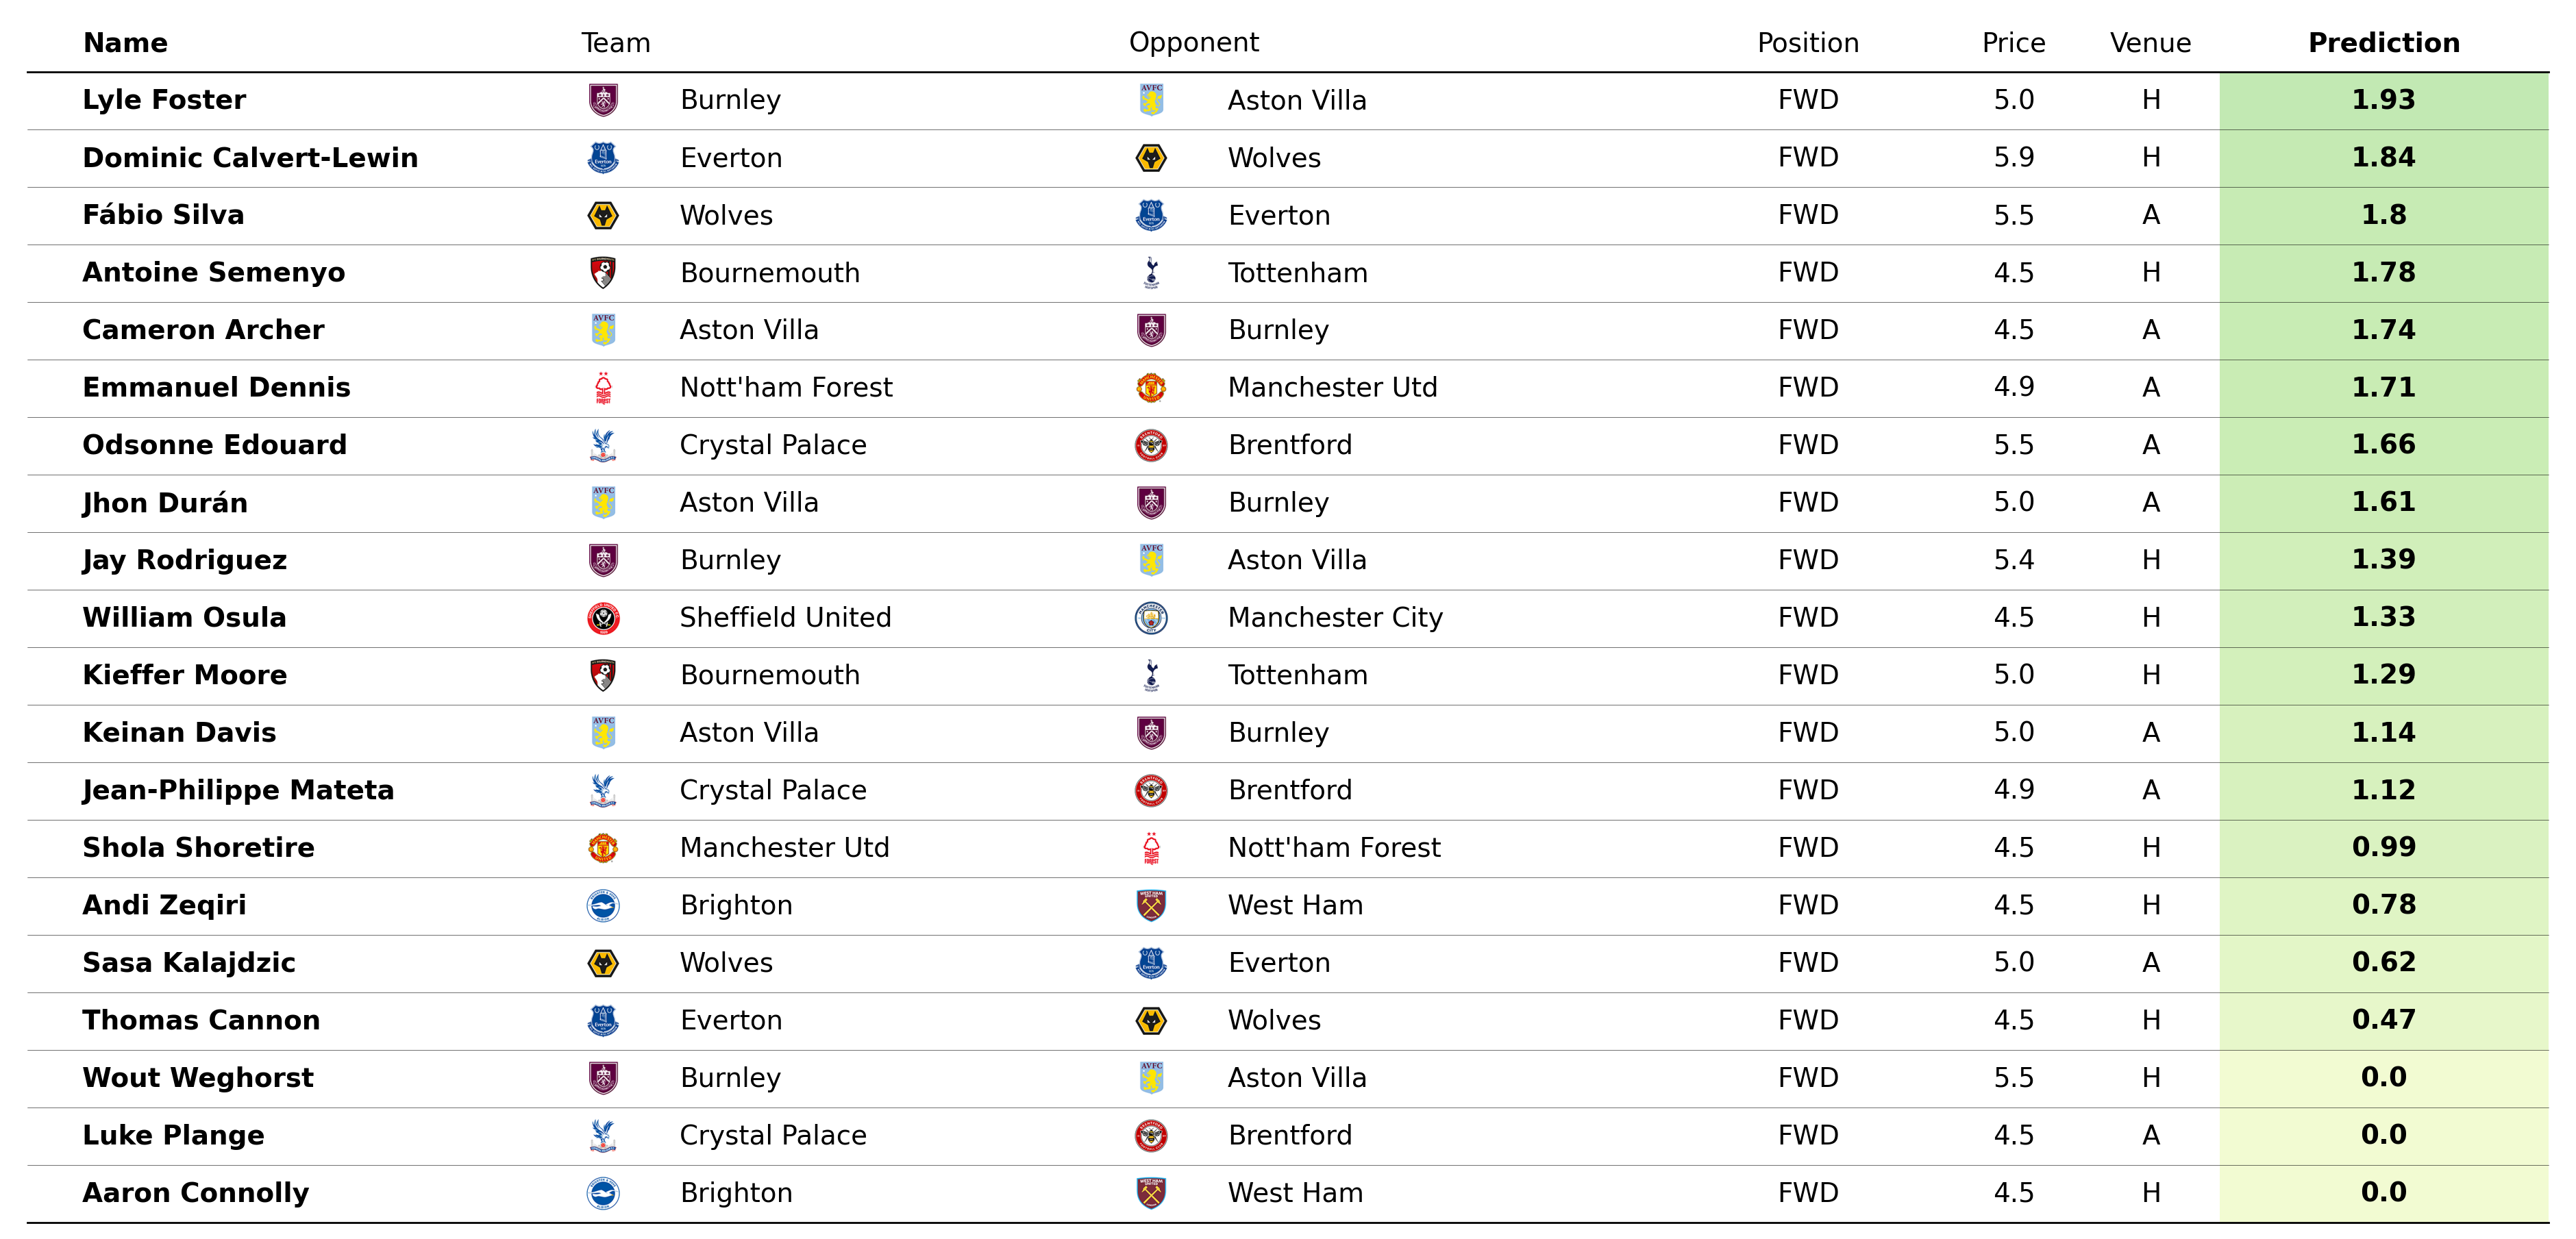 Name Team Opponent Position Price Venue Prediction
Lyle Foster Burnley Aston Villa FWD 5.0 H 1.93
Dominic Calvert-Lewin Everton Wolves FWD 5.9 H 1.84
Fábio Silva Wolves Everton FWD 5.5 A 1.8
Antoine Semenyo Bournemouth Tottenham FWD 4.5 H 1.78
Cameron Archer Aston Villa Burnley FWD 4.5 A 1.74
Emmanuel Dennis Nott'ham Forest Manchester Utd FWD 4.9 A 1.71
Odsonne Edouard Crystal Palace Brentford FWD 5.5 A 1.66
Jhon Durán Aston Villa Burnley FWD 5.0 A 1.61
Jay Rodriguez Burnley Aston Villa FWD 5.4 H 1.39
William Osula Sheffield United Manchester City FWD 4.5 H 1.33
Kieffer Moore Bournemouth Tottenham FWD 5.0 H 1.29
Keinan Davis Aston Villa Burnley FWD 5.0 A 1.14
Jean-Philippe Mateta Crystal Palace Brentford FWD 4.9 A 1.12
Shola Shoretire Manchester Utd Nott'ham Forest FWD 4.5 H 0.99
Andi Zeqiri Brighton West Ham FWD 4.5 H 0.78
Sasa Kalajdzic Wolves Everton FWD 5.0 A 0.62
Thomas Cannon Everton Wolves FWD 4.5 H 0.47
Wout Weghorst Burnley Aston Villa FWD 5.5 H 0.0
Luke Plange Crystal Palace Brentford FWD 4.5 A 0.0
Aaron Connolly Brighton West Ham FWD 4.5 H 0.0